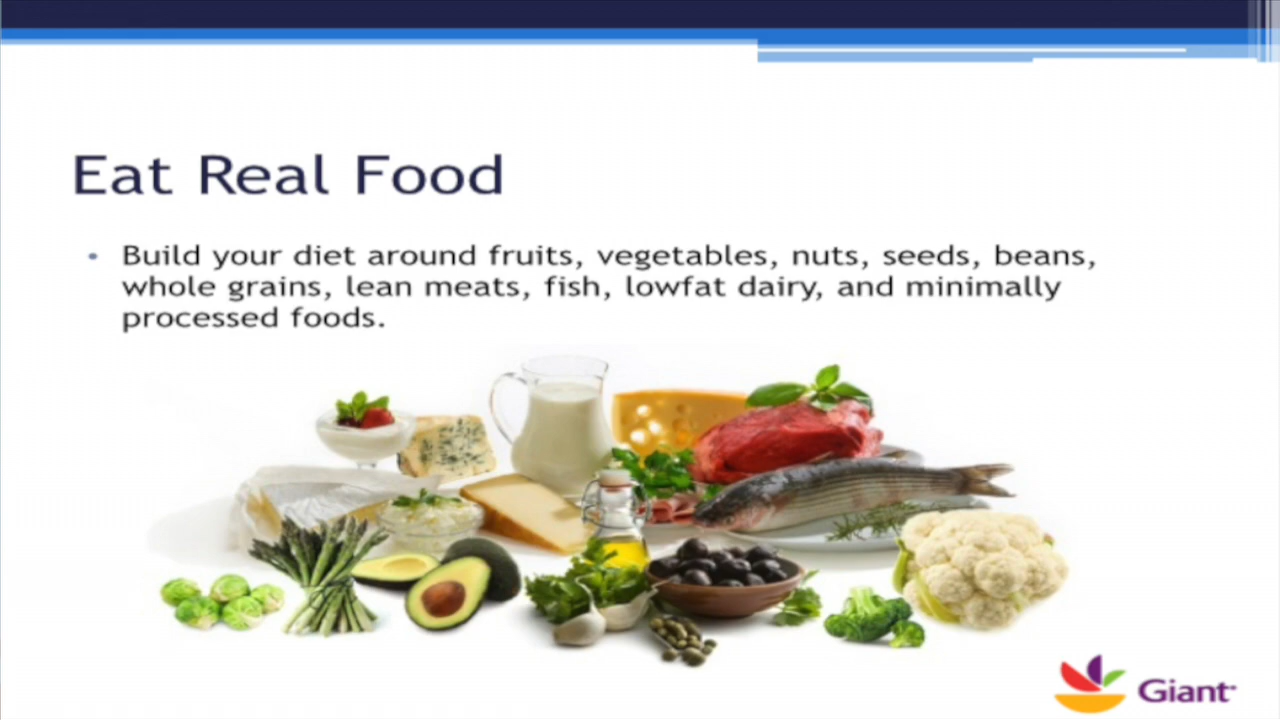 Eat Real Food
• Build your diet around fruits, vegetables, nuts, seeds, beans,
whole grains, lean meats, fish, lowfat dairy, and minimally
processed foods.
Giant